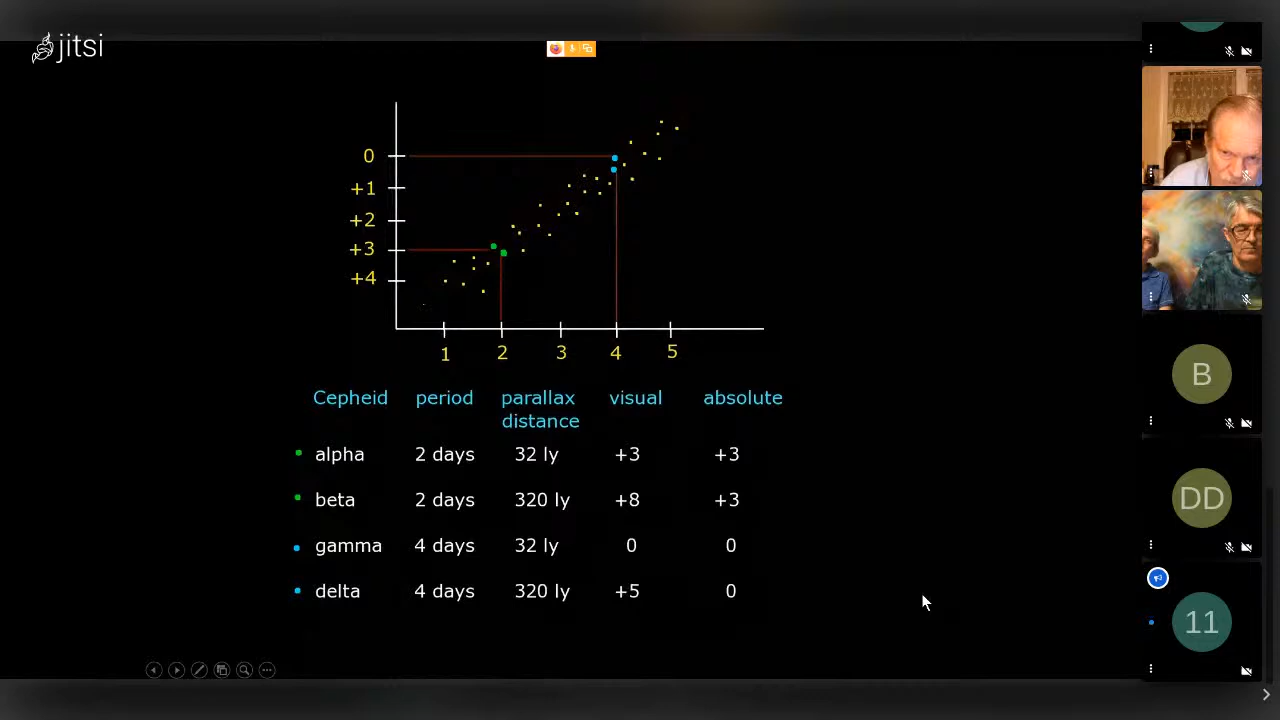 jitsi
0
+1
+2
+3
+4
1 2 3 4 5
Cepheid period parallax distance visual absolute
alpha 2 days 32 ly +3 +3
beta 2 days 320 ly +8 +3
gamma 4 days 32 ly 0 0
delta 4 days 320 ly +5 0
B
DD
11